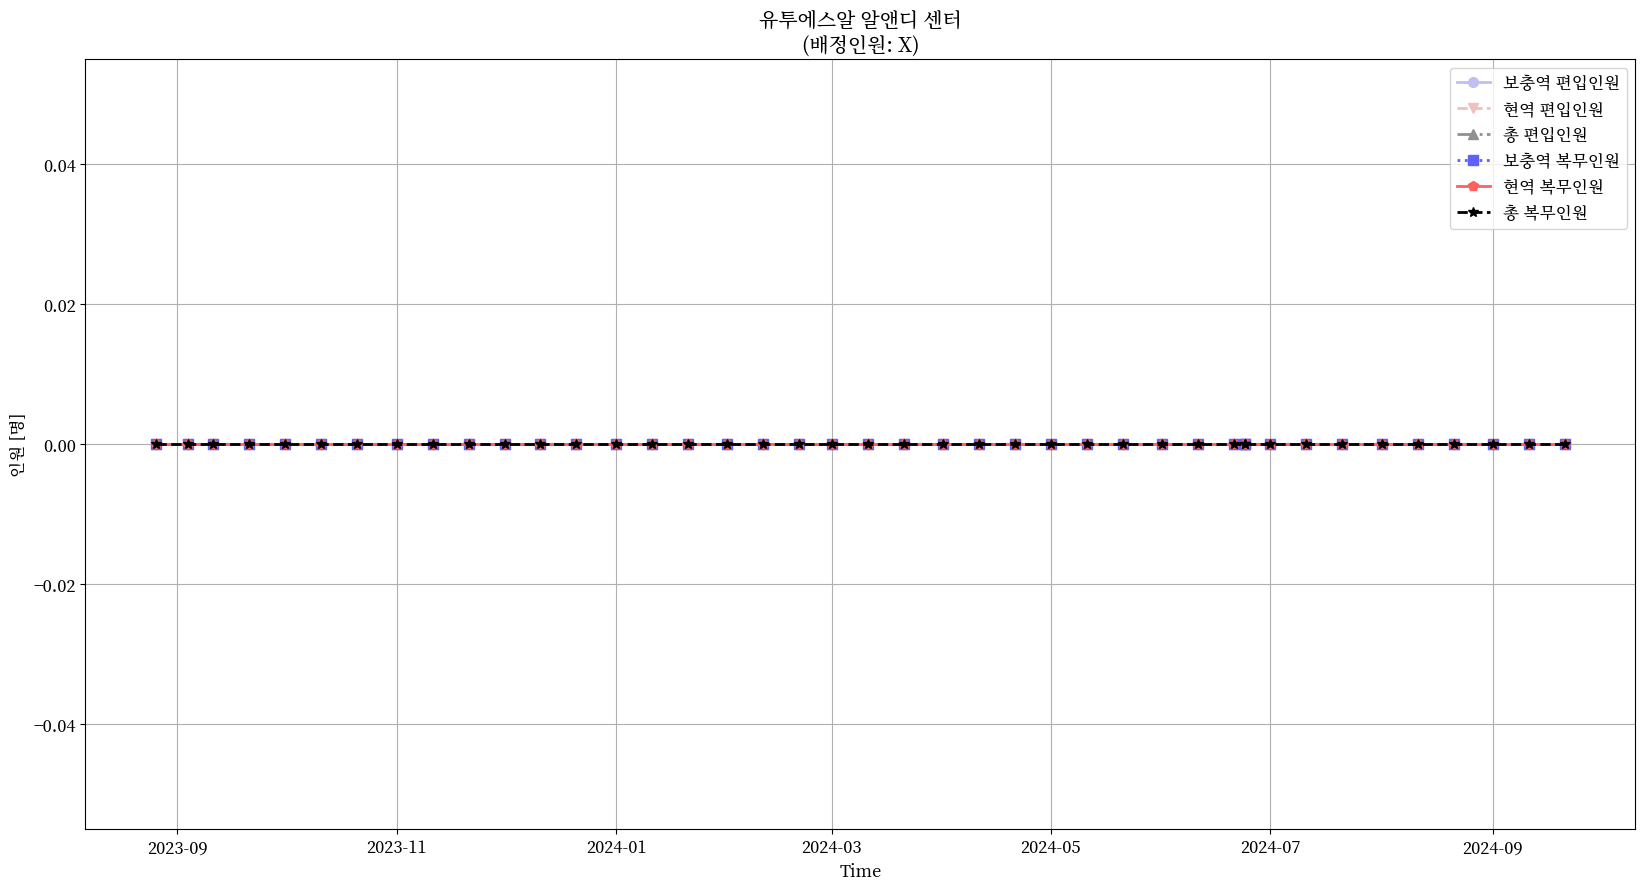 유투에스알 알앤디 센터
(배정인원: X)
보충역 편입인원
현역 편입인원
총 편입인원
보충역 복무인원
현역 복무인원
총 복무인원
인원 [명]
0.04
0.02
0.00
−0.02
−0.04
2023-09
2023-11
2024-01
2024-03
2024-05
2024-07
2024-09
Time